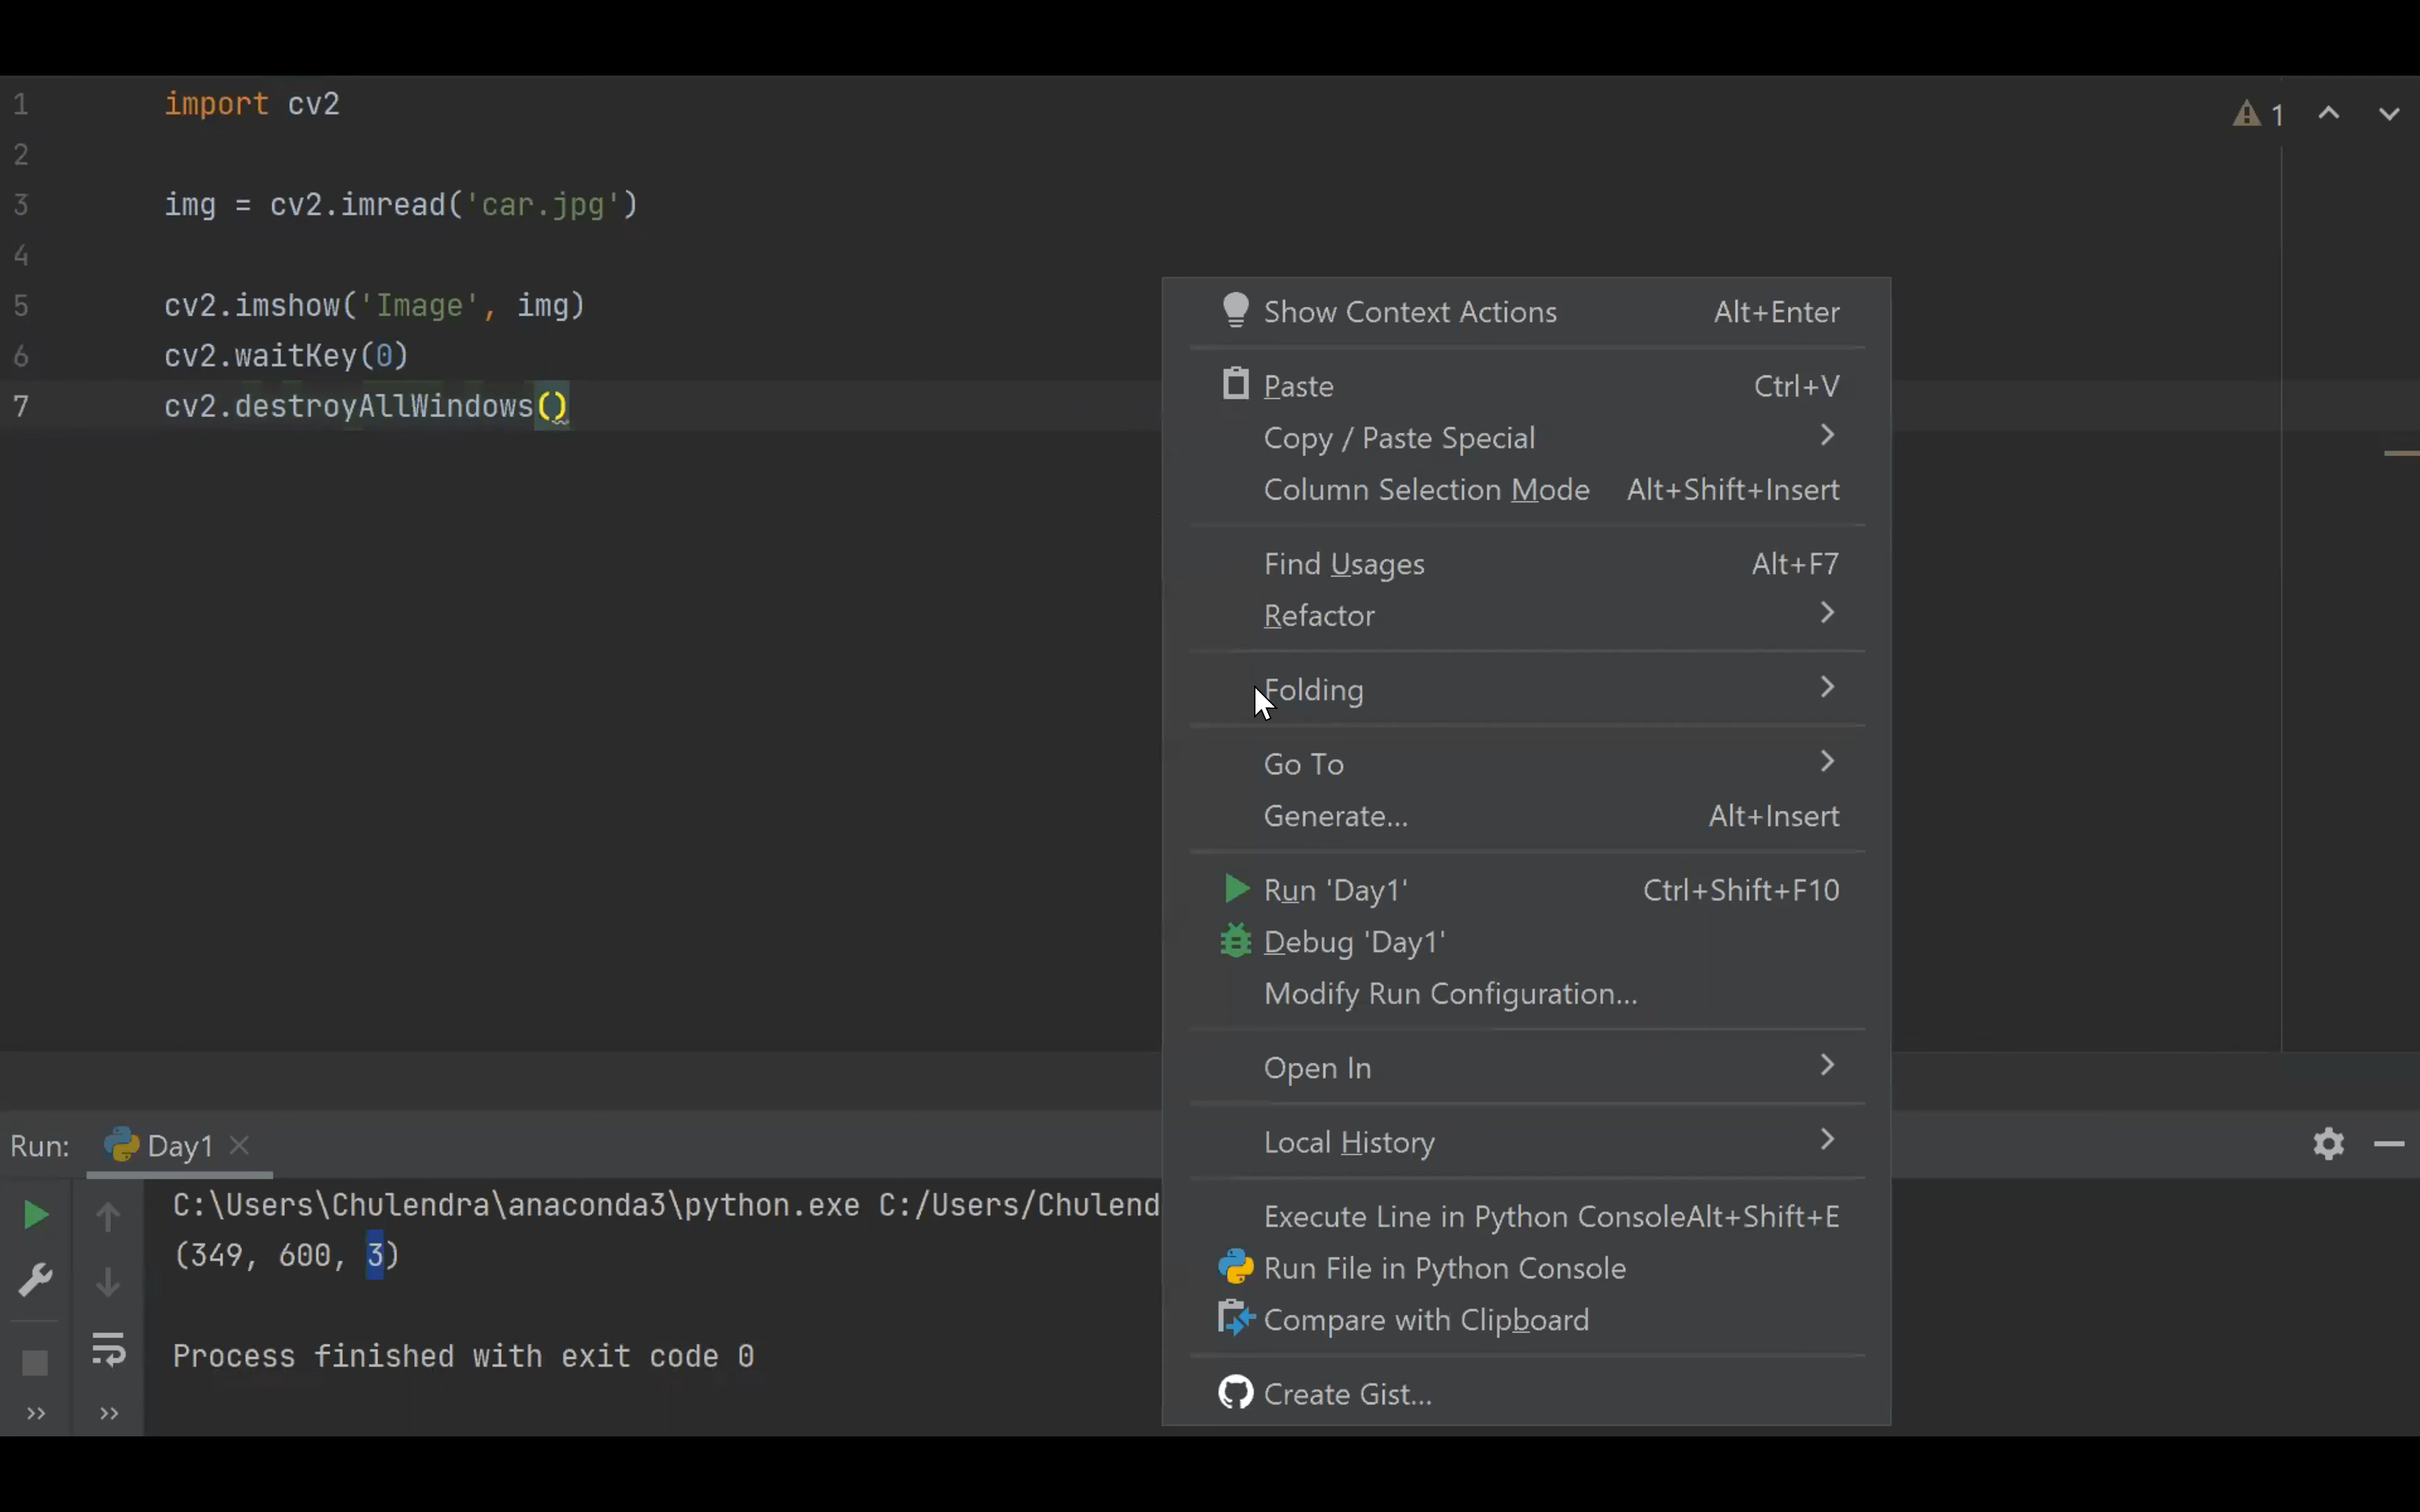 1 import cv2
2
3 img = cv2.imread('car.jpg')
4
5 cv2.imshow('Image', img)
6 cv2.waitKey(0)
7 cv2.destroyAllWindows()
1
Show Context Actions Alt+Enter
Paste Ctrl+V
Copy / Paste Special
Column Selection Mode Alt+Shift+Insert
Find Usages Alt+F7
Refactor
Folding
Go To
Generate... Alt+Insert
Run 'Day1' Ctrl+Shift+F10
Debug 'Day1'
Modify Run Configuration...
Open In
Local History
Execute Line in Python Console Alt+Shift+E
Run File in Python Console
Compare with Clipboard
Create Gist...
Run: Day1
C:\Users\Chulendra\anaconda3\python.exe C:/Users/Chulend
(349, 600, 3)
Process finished with exit code 0